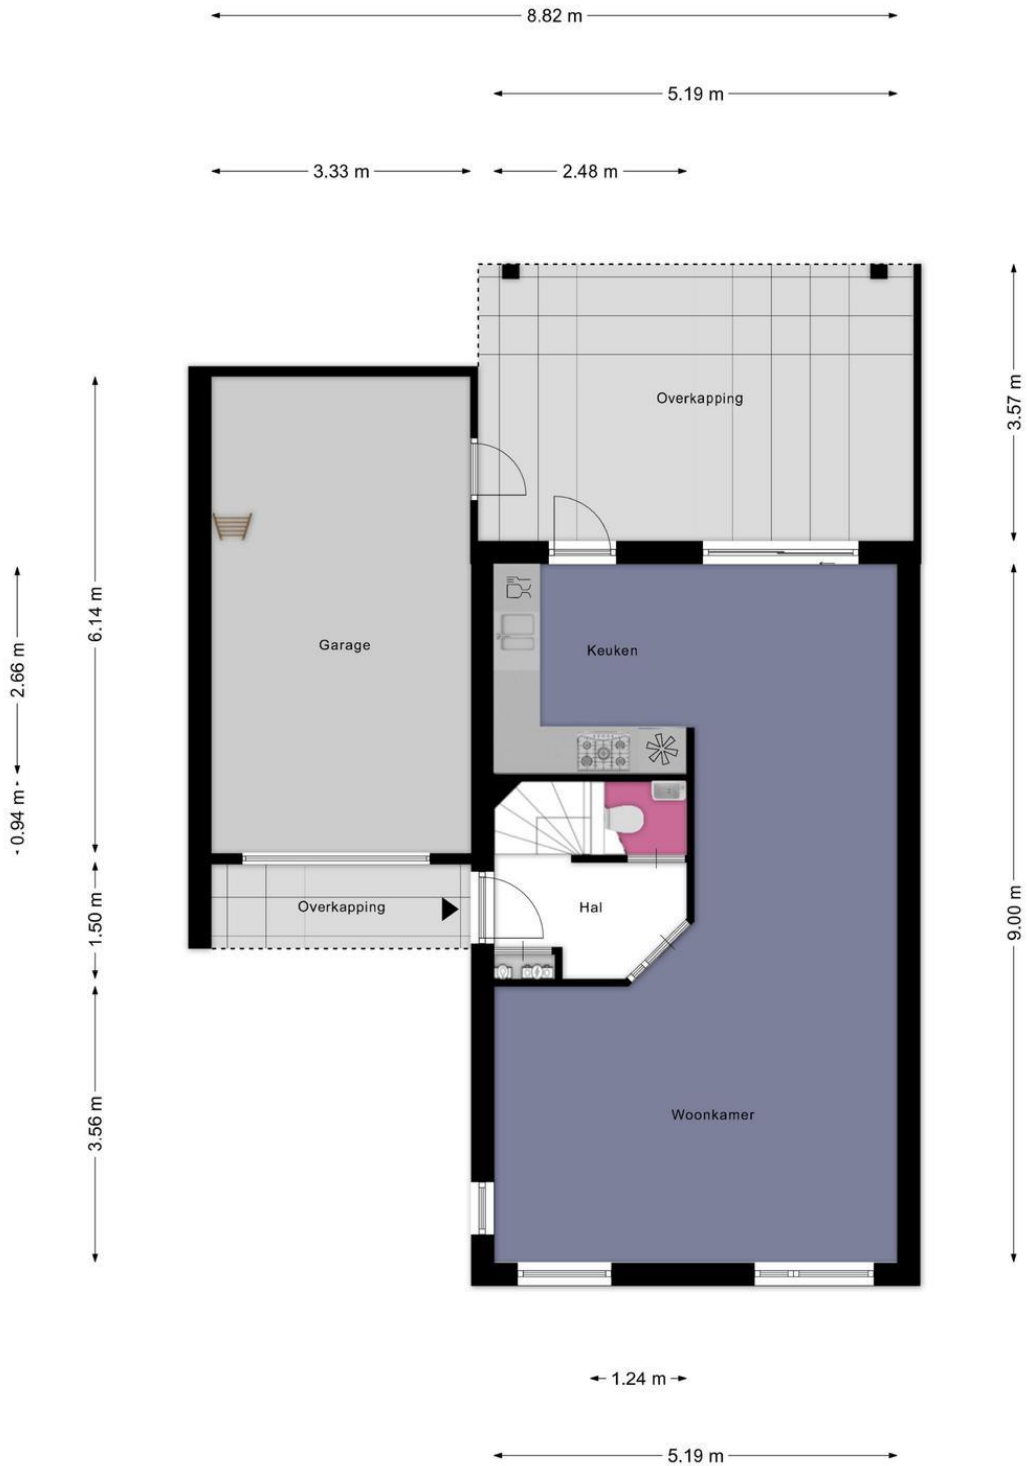 8.82 m
5.19 m
3.33 m
2.48 m
Overkapping
3.57 m
6.14 m
2.66 m
Garage
Keuken
0.94 m
Overkapping
Hal
1.50 m
9.00 m
3.56 m
Woonkamer
1.24 m
5.19 m